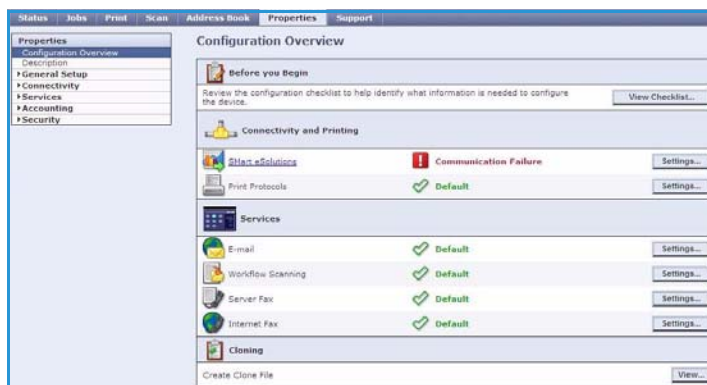 Status Jobs Print Scan Address Book Properties Support
Properties
Configuration Overview
Description
General Setup
Connectivity
Services
Accounting
Security
Configuration Overview
Before you Begin
Review the configuration checklist to help identify what information is needed to configure
the device.
View Checklist...
Connectivity and Printing
SMart eSolutions Communication Failure Settings...
Print Protocols Default Settings...
Services
E-mail Default Settings...
Workflow Scanning Default Settings...
Server Fax Default Settings...
Internet Fax Default Settings...
Cloning
Create Clone File View...